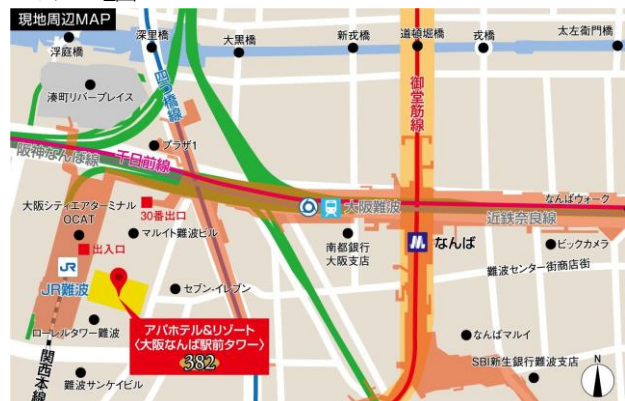 現地周辺MAP
浮庭橋
深里橋
大黒橋
新戎橋
道頓堀橋
戎橋
太左衛門橋
四つ橋線
御堂筋線
湊町リバープレイス
プラザ1
阪神なんば線
千日前線
大阪シティエアターミナル
OCAT
30番出口
大阪難波
なんばウォーク
近鉄奈良線
出入口
マルイト難波ビル
南都銀行
大阪支店
なんば
ビックカメラ
難波センター街商店街
JR
JR難波
セブン-イレブン
ローレルタワー難波
アパホテル&リゾート
〈大阪なんば駅前タワー〉
382
なんばマルイ
関西本線
難波サンケイビル
SBI新生銀行難波支店
N